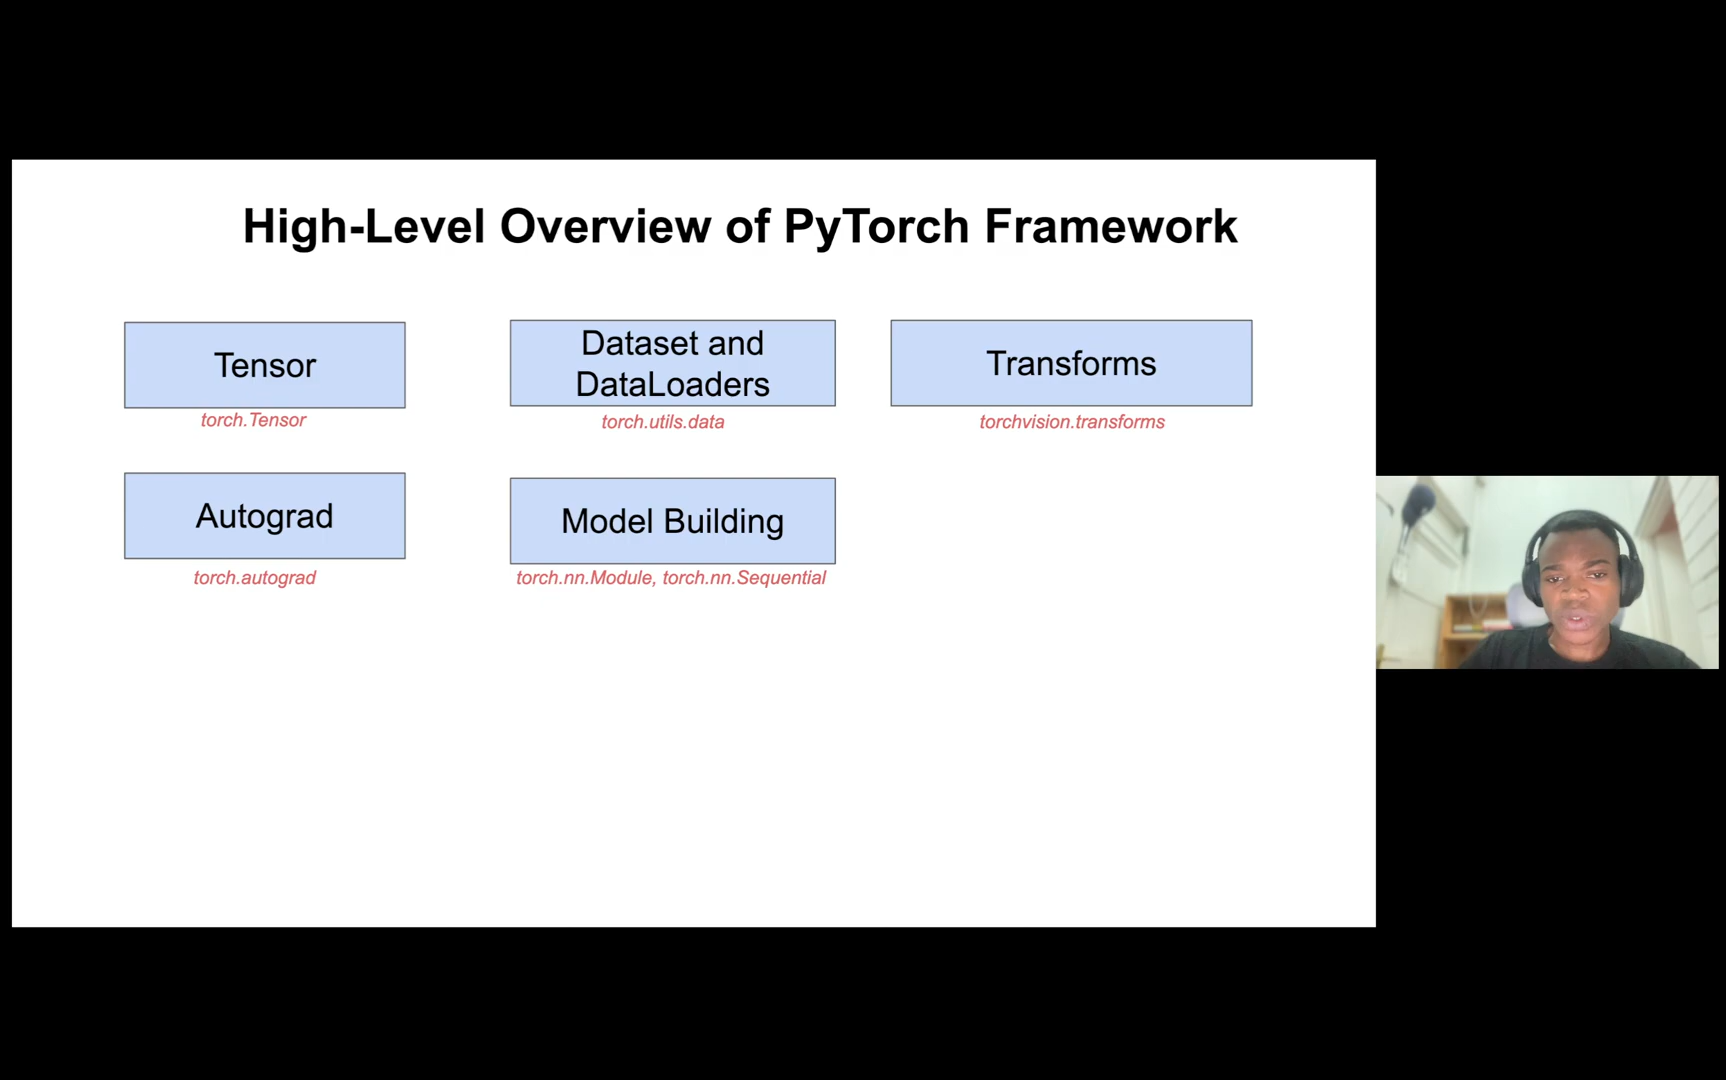 High-Level Overview of PyTorch Framework
Tensor
torch.Tensor
Dataset and
DataLoaders
torch.utils.data
Transforms
torchvision.transforms
Autograd
torch.autograd
Model Building
torch.nn.Module, torch.nn.Sequential